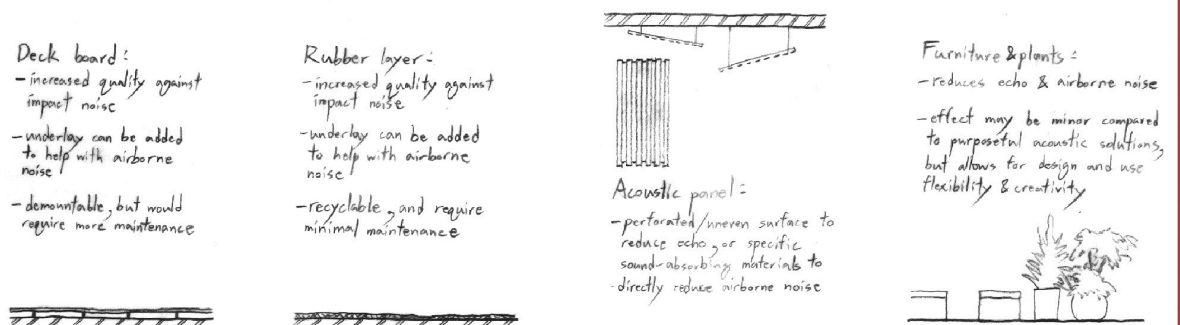 Deck board:
- increased quality against
impact noise
- underlay can be added
to help with airborne
noise
- demountable, but would
require more maintenance
Rubber layer:
- increased quality against
impact noise
- underlay can be added
to help with airborne
noise
- recyclable, and require
minimal maintenance
Acoustic panel:
- perforated/uneven surface to
reduce echo, or specific
sound-absorbing materials to
- directly reduce airborne noise
Furniture & plants:
- reduces echo & airborne noise
- effect may be minor compared
to purposeful acoustic solutions,
but allows for design and use
flexibility & creativity